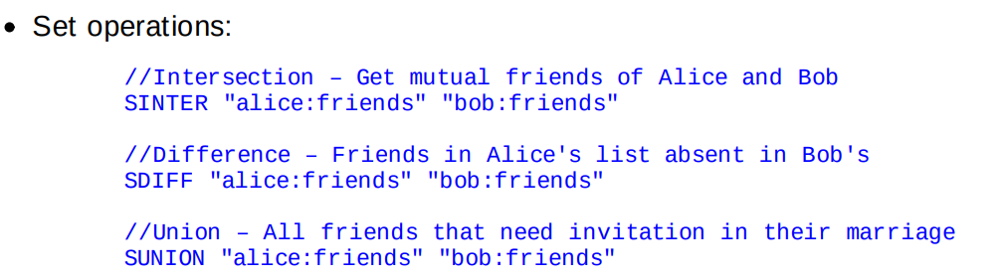 • Set operations:
//Intersection – Get mutual friends of Alice and Bob
SINTER "alice:friends" "bob:friends"
//Difference – Friends in Alice's list absent in Bob's
SDIFF "alice:friends" "bob:friends"
//Union – All friends that need invitation in their marriage
SUNION "alice:friends" "bob:friends"